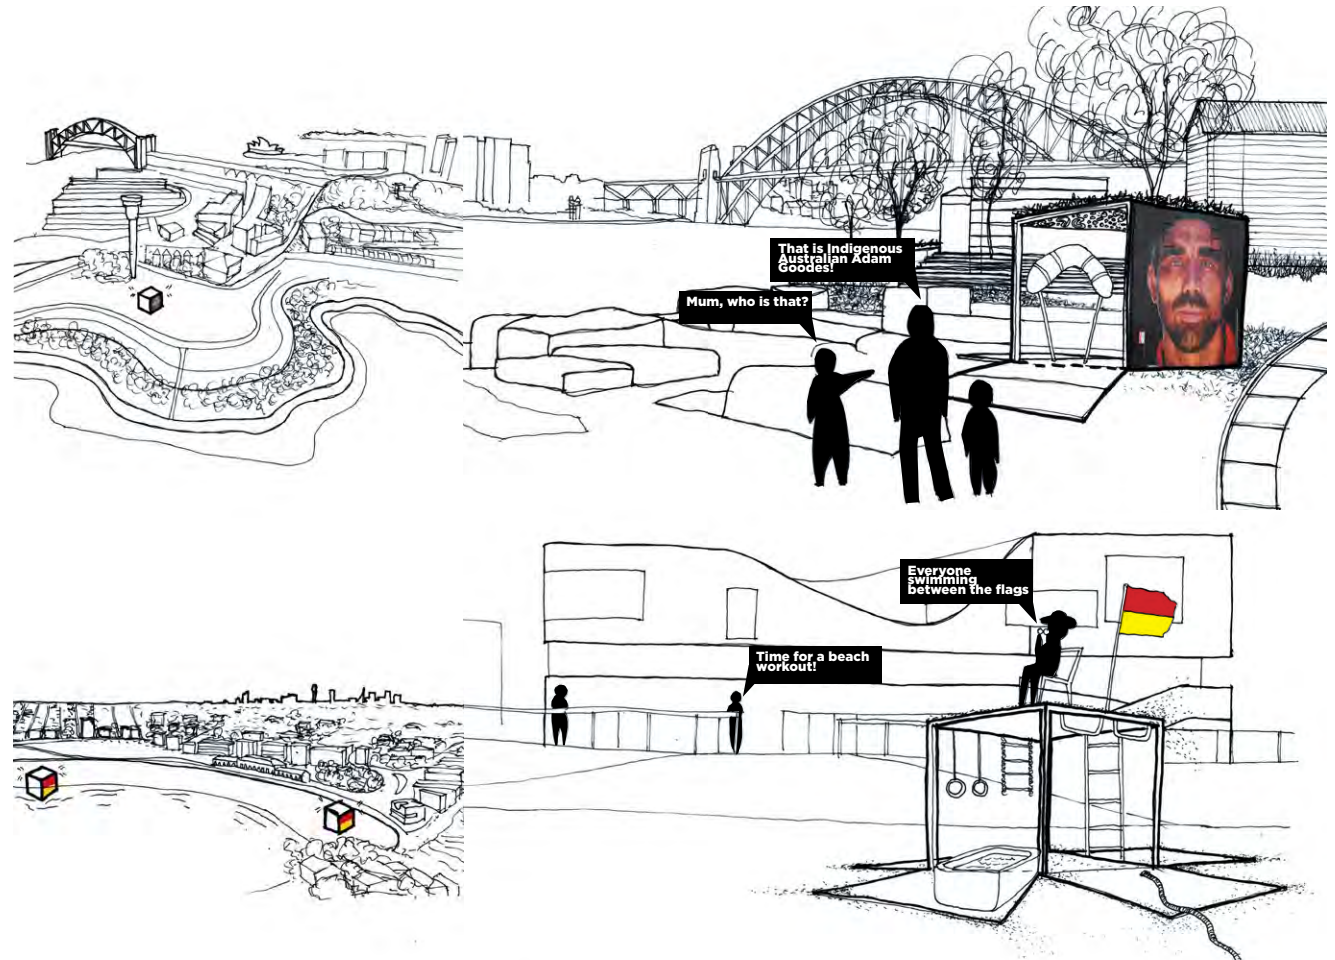 That is Indigenous
Australian Adam
Goodes!
Mum, who is that?
Everyone
swimming
between the flags
Time for a beach
workout!